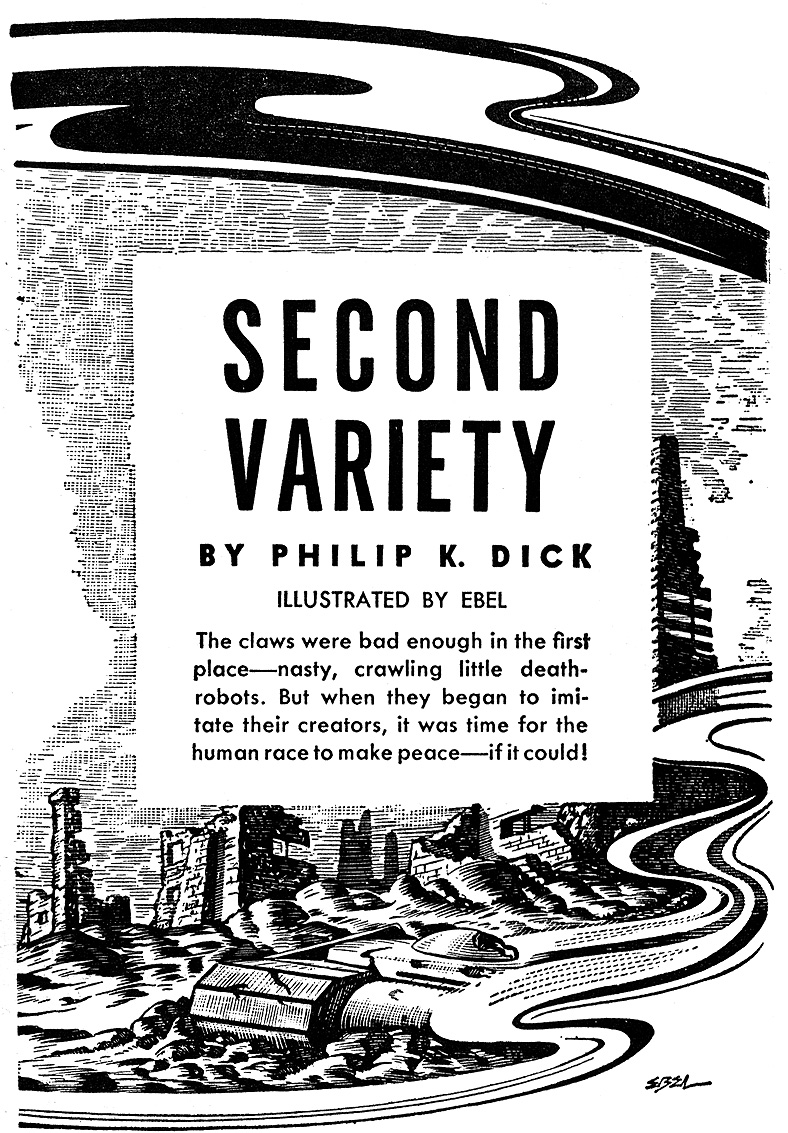 SECOND
VARIETY
BY PHILIP K. DICK
ILLUSTRATED BY EBEL
The claws were bad enough in the first
place—nasty, crawling little death-
robots. But when they began to imi-
tate their creators, it was time for the
human race to make peace—if it could!
EBEL